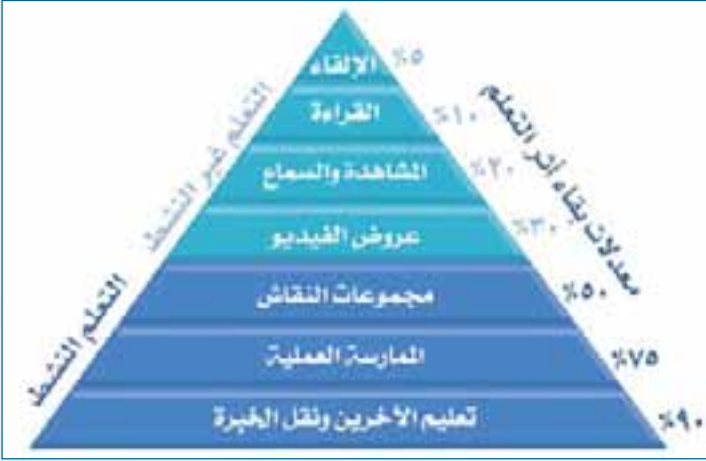 الإلقاء
%٥
القراءة
%١٠
المشاهدة والسماع
%٢٠
عروض الفيديو
%٣٠
مجموعات النقاش
%٥٠
الممارسة العملية
%٧٥
تعليم الآخرين ونقل الخبرة
%٩٠
معدلات بقاء أثر التعلم
التعلم غير النشط
التعلم النشط